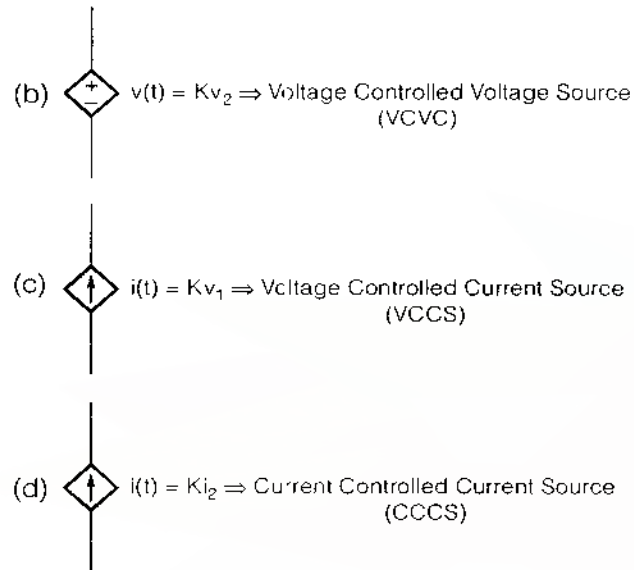 (b) + − v(t) = Kv₂ ⇒ Voltage Controlled Voltage Source
(VCVC)
(c) i(t) = Kv₁ ⇒ Voltage Controlled Current Source
(VCCS)
(d) i(t) = Ki₂ ⇒ Current Controlled Current Source
(CCCS)